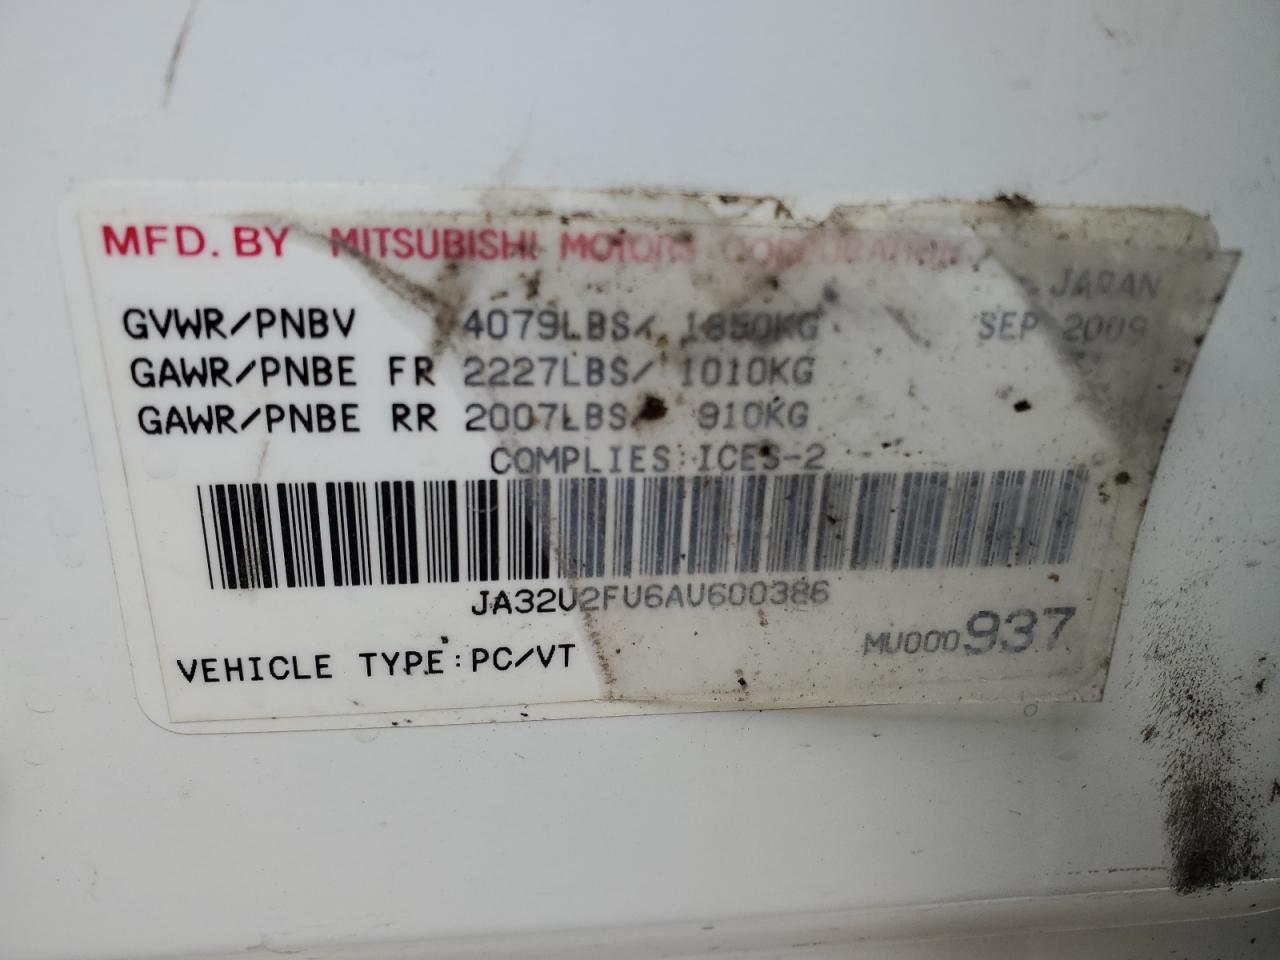 MFD. BY MITSUBISHI MOTORS CORPORATION
JAPAN
GVWR/PNBV 4079LBS/ 1850KG SEP 2009
GAWR/PNBE FR 2227LBS/ 1010KG
GAWR/PNBE RR 2007LBS/ 910KG
COMPLIES ICES-2
JA32U2FU6AU600386
MU000937
VEHICLE TYPE:PC/VT